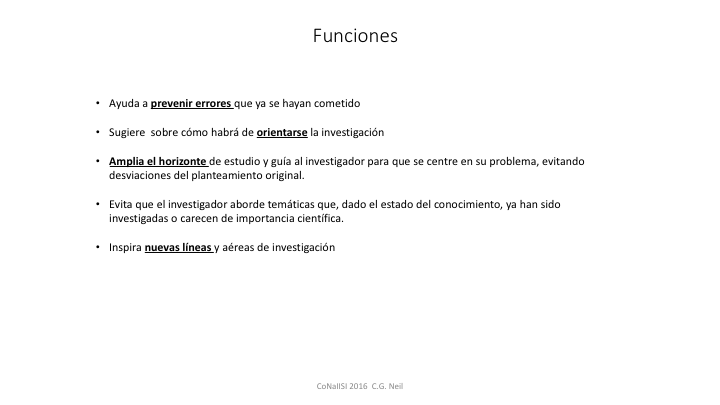 Funciones
• Ayuda a prevenir errores que ya se hayan cometido
• Sugiere sobre cómo habrá de orientarse la investigación
• Amplia el horizonte de estudio y guía al investigador para que se centre en su problema, evitando
desviaciones del planteamiento original.
• Evita que el investigador aborde temáticas que, dado el estado del conocimiento, ya han sido
investigadas o carecen de importancia científica.
• Inspira nuevas líneas y aéreas de investigación
CoNaIISI 2016 C.G. Neil